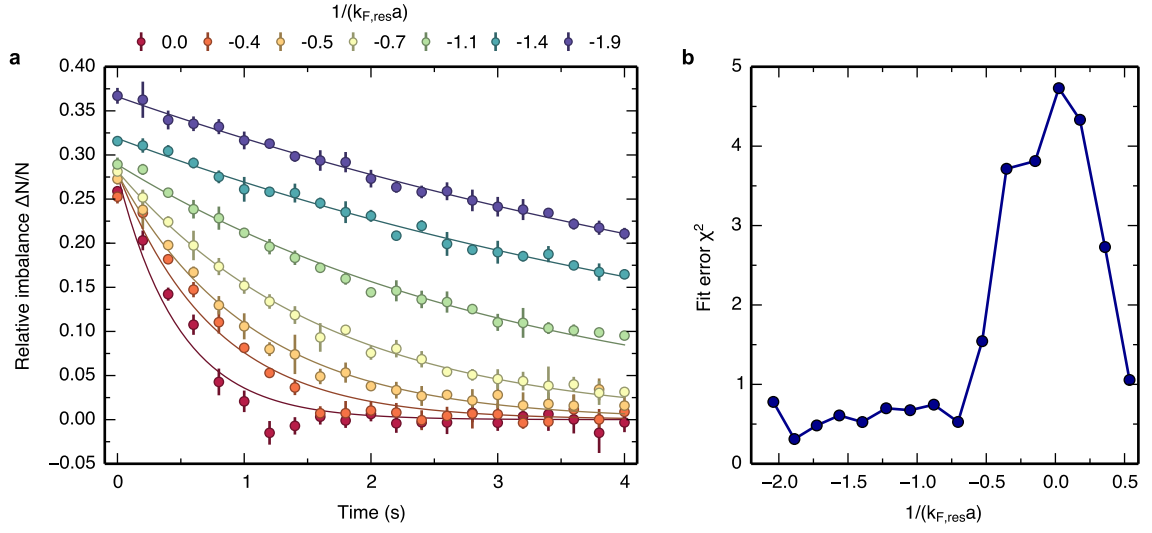 1/(kF,resa)
0.0 -0.4 -0.5 -0.7 -1.1 -1.4 -1.9
a
0.40
0.35
0.30
0.25
0.20
0.15
0.10
0.05
0.00
−0.05
Relative imbalance ΔN/N
0 1 2 3 4
Time (s)
b
5
4
3
2
1
0
Fit error χ²
−2.0 −1.5 −1.0 −0.5 0.0 0.5
1/(kF,resa)